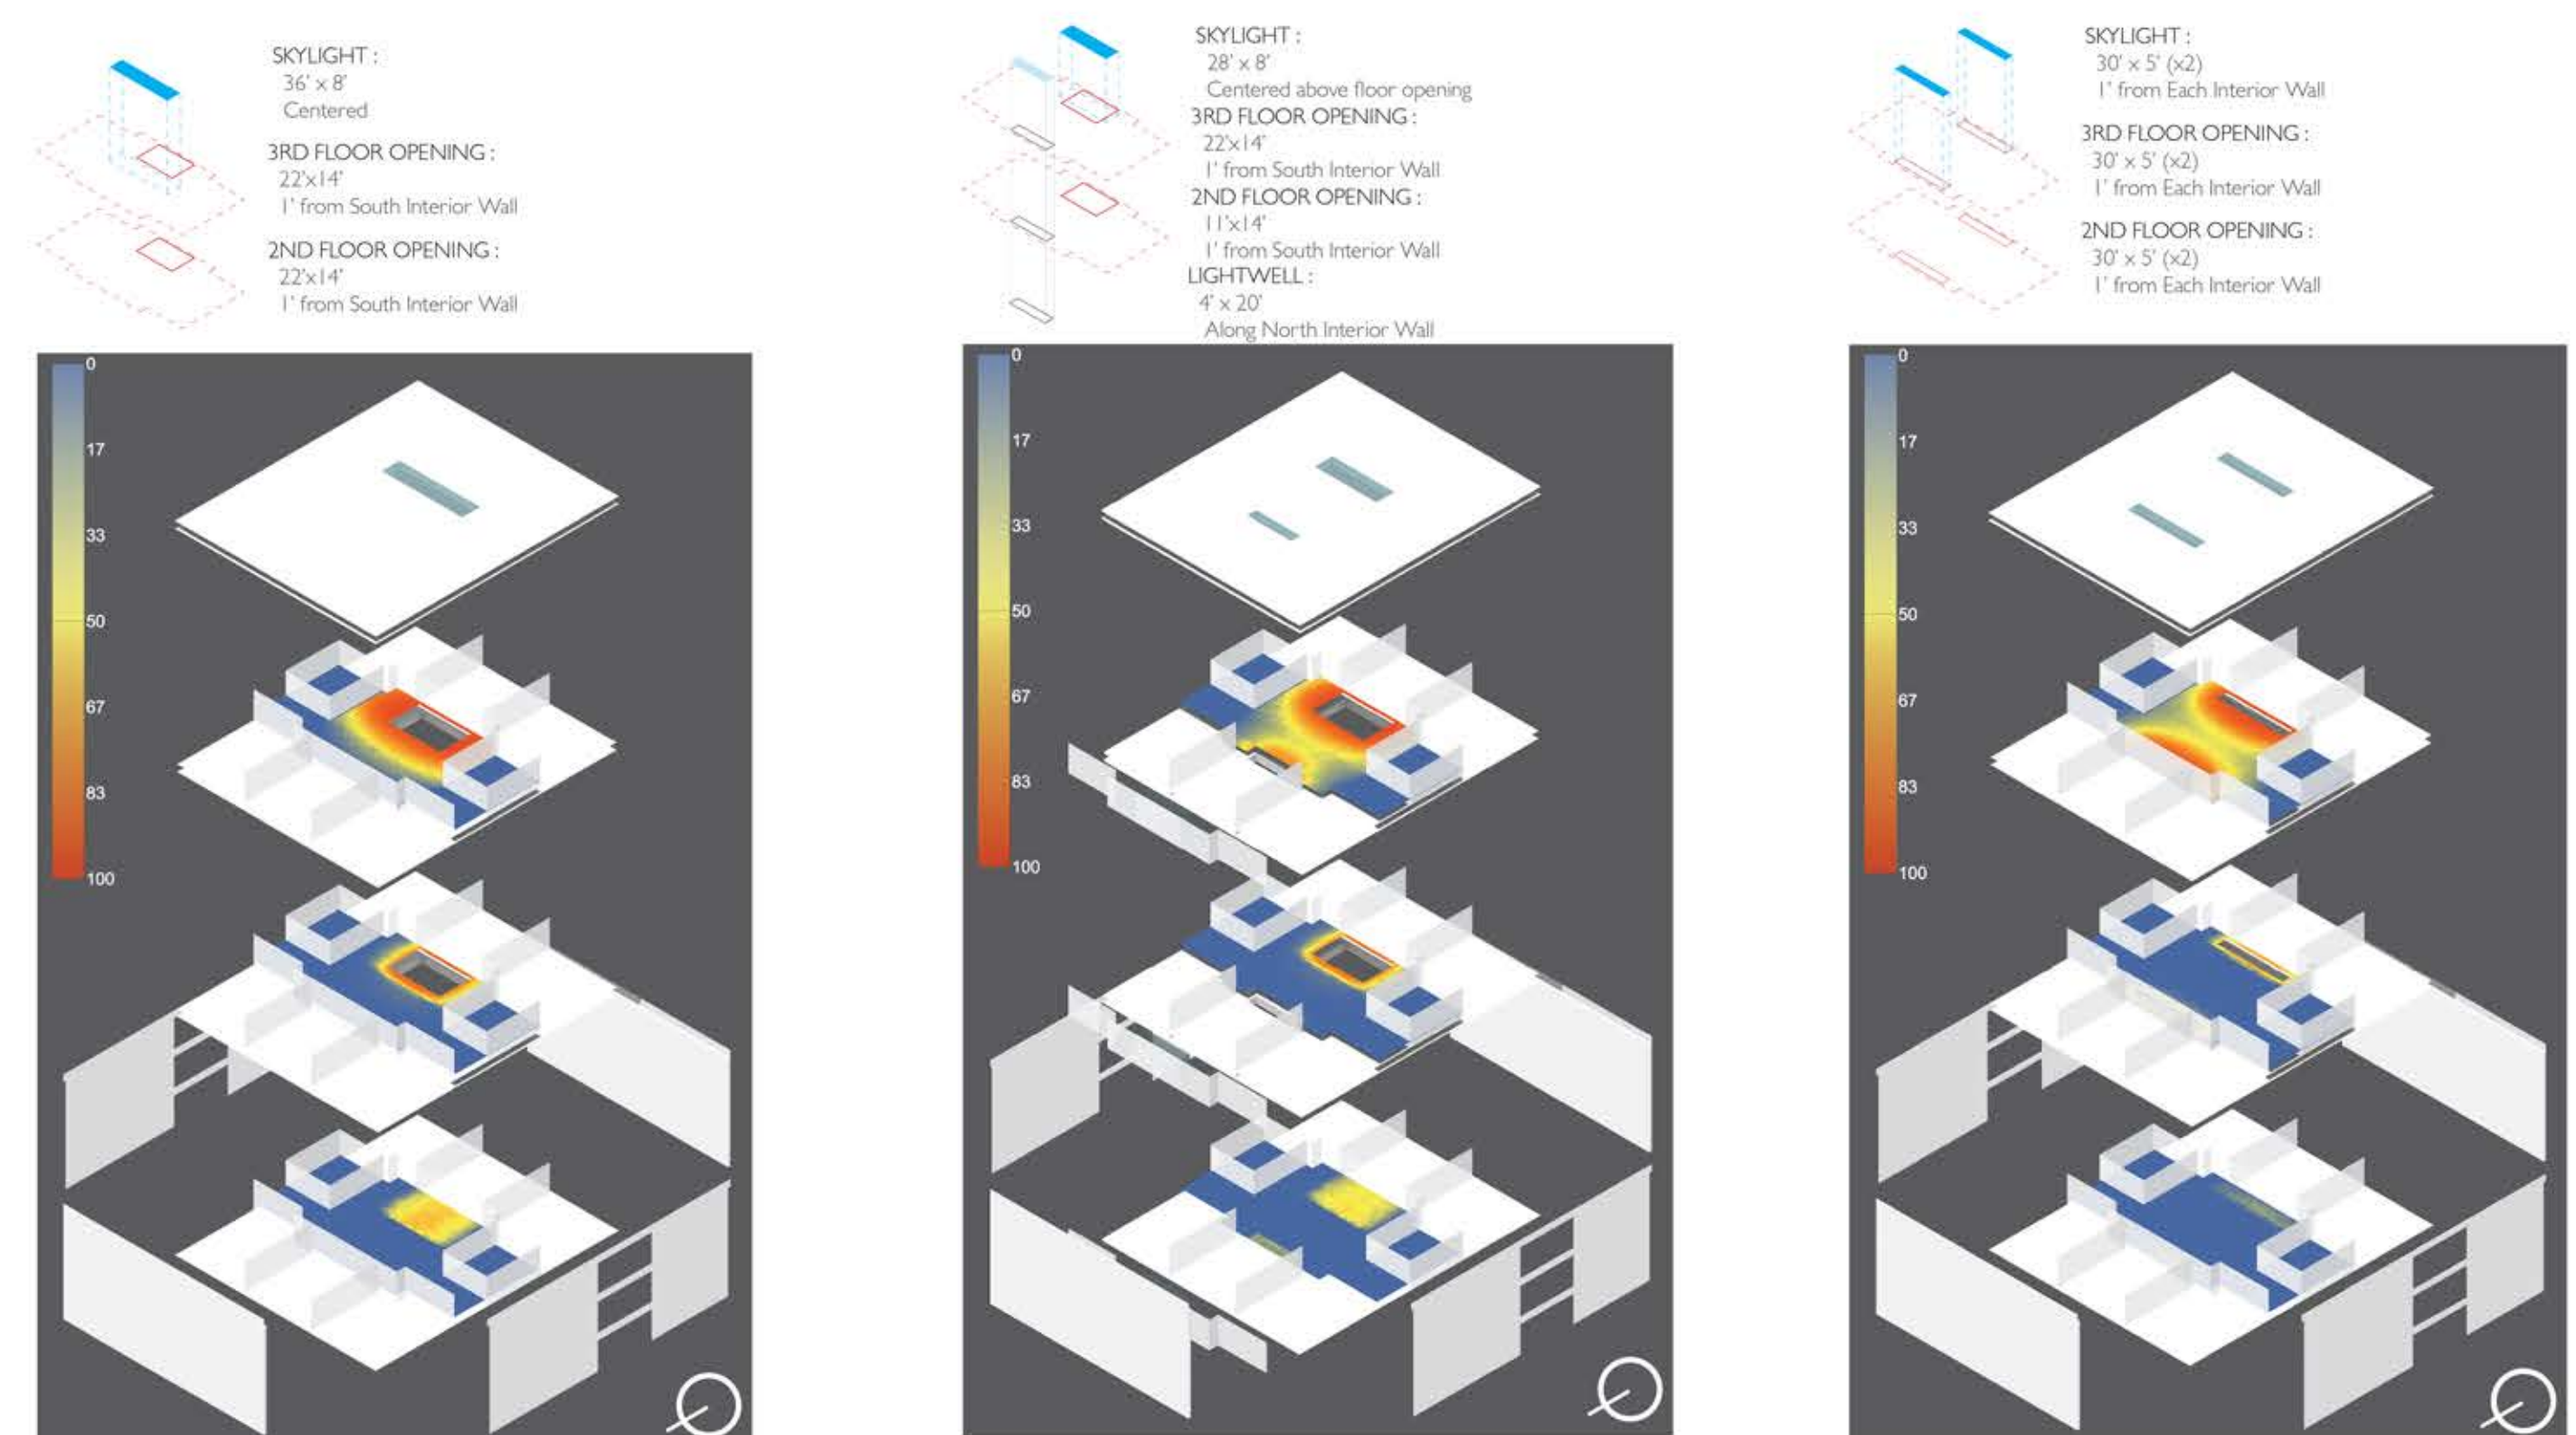 SKYLIGHT :
36' x 8'
Centered
3RD FLOOR OPENING :
22'x14'
1' from South Interior Wall
2ND FLOOR OPENING :
22'x14'
1' from South Interior Wall
0
17
33
50
67
83
100
SKYLIGHT :
28' x 8'
Centered above floor opening
3RD FLOOR OPENING :
22'x14'
1' from South Interior Wall
2ND FLOOR OPENING :
11'x14'
1' from South Interior Wall
LIGHTWELL :
4' x 20'
Along North Interior Wall
0
17
33
50
67
83
100
SKYLIGHT :
30' x 5' (x2)
1' from Each Interior Wall
3RD FLOOR OPENING :
30' x 5' (x2)
1' from Each Interior Wall
2ND FLOOR OPENING :
30' x 5' (x2)
1' from Each Interior Wall
0
17
33
50
67
83
100